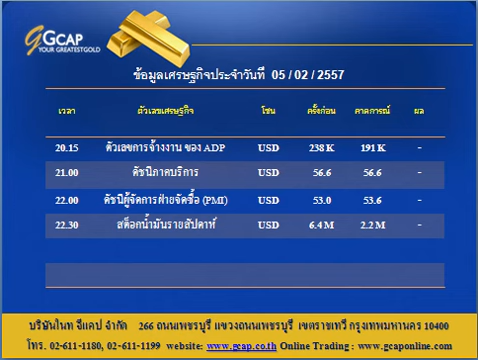 GCAP
YOUR GREATESTGOLD
ข้อมูลเศรษฐกิจประจำวันที่ 05 / 02 / 2557
เวลา ตัวเลขเศรษฐกิจ โซน ครั้งก่อน คาดการณ์ ผล
20.15 ตัวเลขการจ้างงาน ของ ADP USD 238 K 191 K -
21.00 ดัชนีภาคบริการ USD 56.6 56.6 -
22.00 ดัชนีผู้จัดการฝ่ายจัดซื้อ (PMI) USD 53.0 53.6 -
22.30 สต็อกน้ำมันรายสัปดาห์ USD 6.4 M 2.2 M -
บริษัทในท จีแคป จำกัด 266 ถนนเพชรบุรี แขวงถนนเพชรบุรี เขตราชเทวี กรุงเทพมหานคร 10400
โทร. 02-611-1180, 02-611-1199 website: www.gcap.co.th Online Trading : www.gcaponline.com